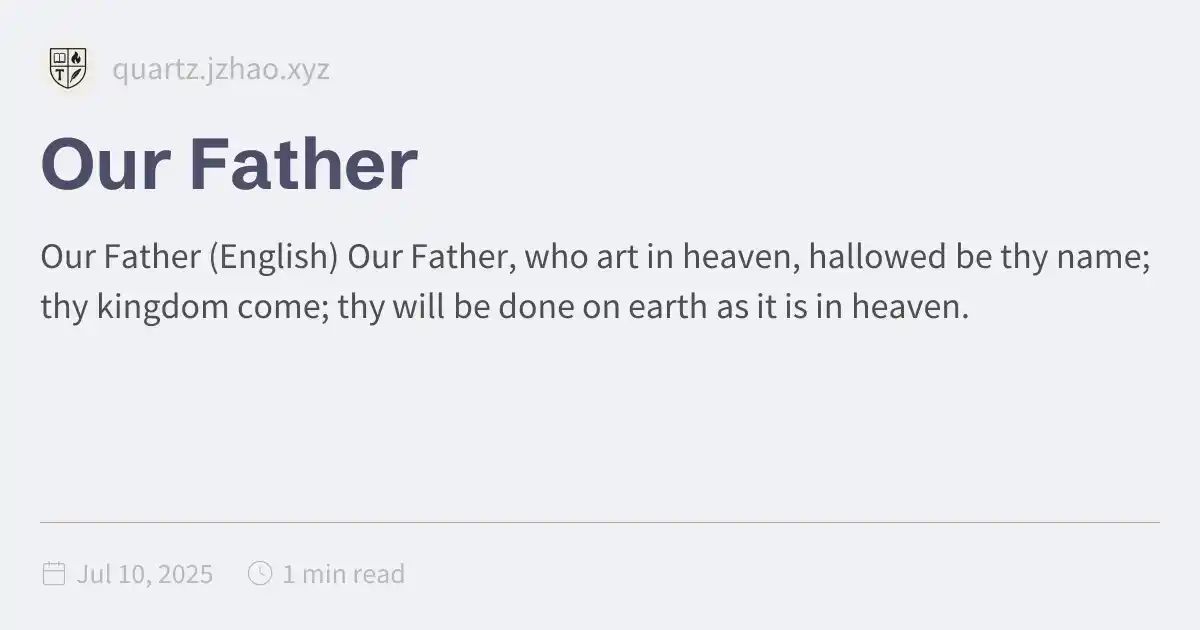 T
quartz.jzhao.xyz
Our Father
Our Father (English) Our Father, who art in heaven, hallowed be thy name;
thy kingdom come; thy will be done on earth as it is in heaven.
Jul 10, 2025 1 min read